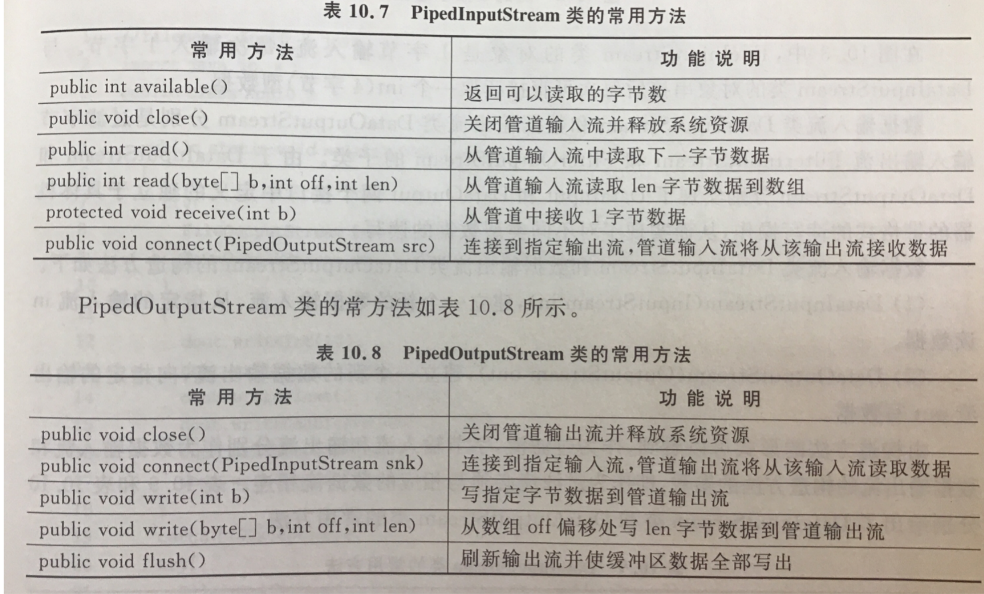 表 10.7 PipedInputStream 类的常用方法
常用方法 功能说明
public int available() 返回可以读取的字节数
public void close() 关闭管道输入流并释放系统资源
public int read() 从管道输入流中读取下一字节数据
public int read(byte[] b,int off,int len) 从管道输入流读取 len 字节数据到数组
protected void receive(int b) 从管道中接收 1 字节数据
public void connect(PipedOutputStream src) 连接到指定输出流,管道输入流将从该输出流接收数据
PipedOutputStream 类的常方法如表 10.8 所示。
表 10.8 PipedOutputStream 类的常用方法
常用方法 功能说明
public void close() 关闭管道输出流并释放系统资源
public void connect(PipedInputStream snk) 连接到指定输入流,管道输出流将从该输入流读取数据
public void write(int b) 写指定字节数据到管道输出流
public void write(byte[] b,int off,int len) 从数组 off 偏移处写 len 字节数据到管道输出流
public void flush() 刷新输出流并使缓冲区数据全部写出